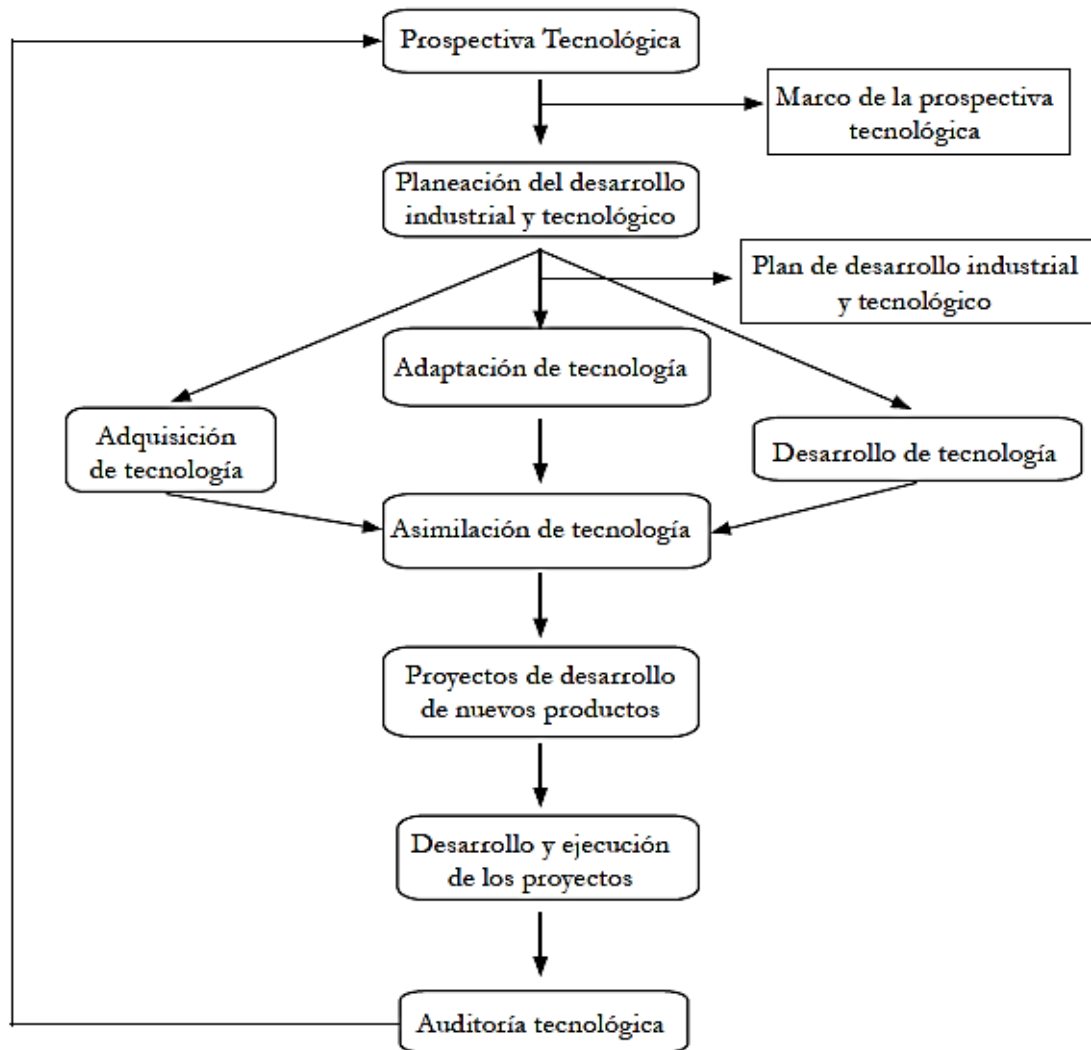 Prospectiva Tecnológica
Marco de la prospectiva
tecnológica
Planeación del desarrollo
industrial y tecnológico
Plan de desarrollo industrial
y tecnológico
Adaptación de tecnología
Adquisición
de tecnología
Desarrollo de tecnología
Asimilación de tecnología
Proyectos de desarrollo
de nuevos productos
Desarrollo y ejecución
de los proyectos
Auditoría tecnológica